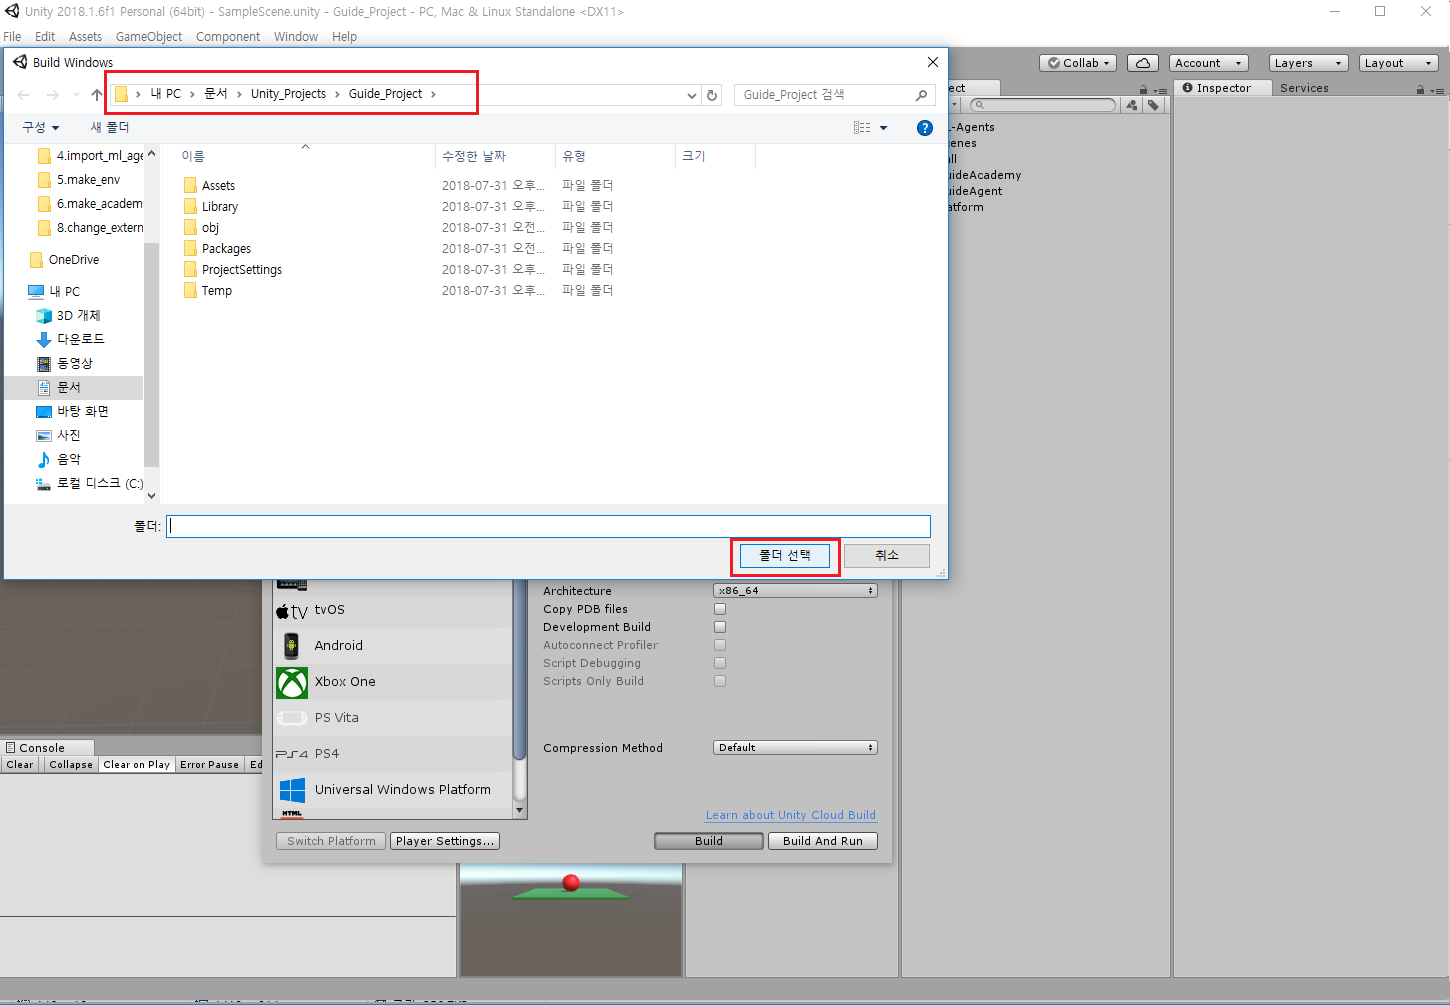 Unity 2018.1.6f1 Personal (64bit) - SampleScene.unity - Guide_Project - PC, Mac & Linux Standalone <DX11>
File Edit Assets GameObject Component Window Help
Build Windows
Collab Account Layers Layout
내 PC > 문서 > Unity_Projects > Guide_Project >
Guide_Project 검색
ect
Inspector Services
구성 새 폴더
이름 수정한 날짜 유형 크기
4.import_ml_age
5.make_env
6.make_academ
8.change_extern
OneDrive
내 PC
3D 개체
다운로드
동영상
문서
바탕 화면
사진
음악
로컬 디스크 (C:)
Assets 2018-07-31 오후... 파일 폴더
Library 2018-07-31 오후... 파일 폴더
obj 2018-07-31 오전... 파일 폴더
Packages 2018-07-31 오전... 파일 폴더
ProjectSettings 2018-07-31 오후... 파일 폴더
Temp 2018-07-31 오후... 파일 폴더
-Agents
enes
all
uideAcademy
uideAgent
atform
폴더:
폴더 선택 취소
tv tvOS
Android
Xbox One
PS Vita
PS4 PS4
Universal Windows Platform
HTML
Architecture x86_64
Copy PDB files
Development Build
Autoconnect Profiler
Script Debugging
Scripts Only Build
Compression Method Default
Learn about Unity Cloud Build
Switch Platform Player Settings... Build Build And Run
Console
Clear Collapse Clear on Play Error Pause Ed